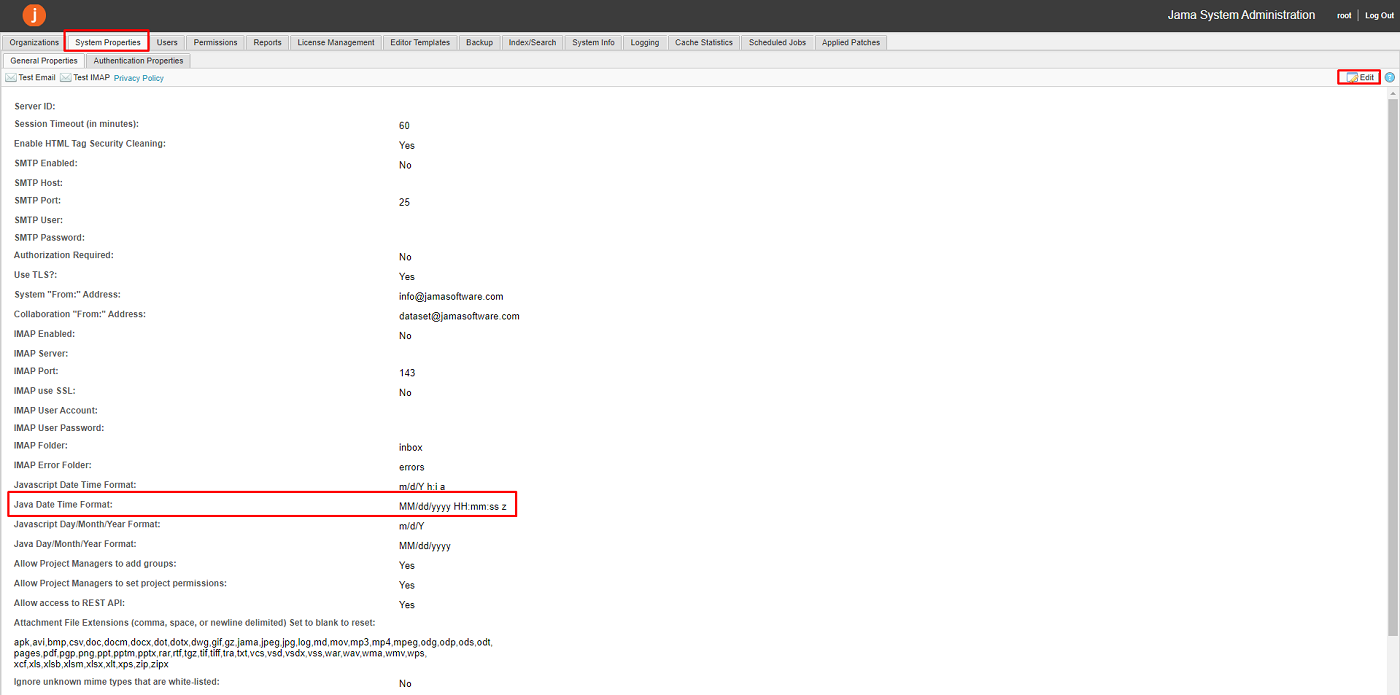 j
Jama System Administration root Log Out
Organizations System Properties Users Permissions Reports License Management Editor Templates Backup Index/Search System Info Logging Cache Statistics Scheduled Jobs Applied Patches
General Properties Authentication Properties
Test Email Test IMAP Privacy Policy Edit ?
Server ID:
Session Timeout (in minutes): 60
Enable HTML Tag Security Cleaning: Yes
SMTP Enabled: No
SMTP Host:
SMTP Port: 25
SMTP User:
SMTP Password:
Authorization Required: No
Use TLS?: Yes
System "From:" Address: info@jamasoftware.com
Collaboration "From:" Address: dataset@jamasoftware.com
IMAP Enabled: No
IMAP Server:
IMAP Port: 143
IMAP use SSL: No
IMAP User Account:
IMAP User Password:
IMAP Folder: inbox
IMAP Error Folder: errors
Javascript Date Time Format: m/d/Y h:i a
Java Date Time Format: MM/dd/yyyy HH:mm:ss z
Javascript Day/Month/Year Format: m/d/Y
Java Day/Month/Year Format: MM/dd/yyyy
Allow Project Managers to add groups: Yes
Allow Project Managers to set project permissions: Yes
Allow access to REST API: Yes
Attachment File Extensions (comma, space, or newline delimited) Set to blank to reset:
apk,avi,bmp,csv,doc,docm,docx,dot,dotx,dwg,gif,gz,jama,jpeg,jpg,log,md,mov,mp3,mp4,mpeg,odg,odp,ods,odt,
pages,pdf,pgp,png,ppt,pptm,pptx,rar,rtf,tgz,tif,tiff,tra,txt,vcs,vsd,vsdx,vss,war,wav,wma,wmv,wps,
xcf,xls,xlsb,xlsm,xlsx,xlt,xps,zip,zipx
Ignore unknown mime types that are white-listed: No